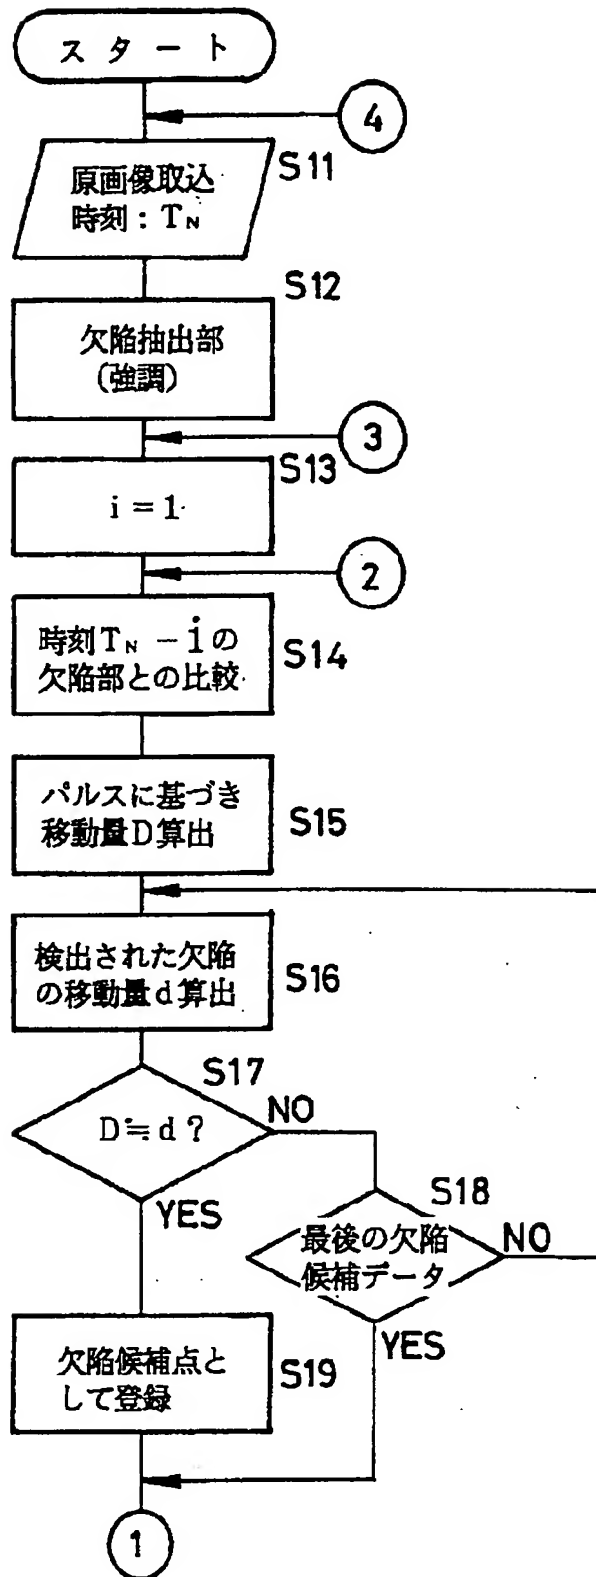 スタート
4
原画像取込
時刻：TN
S11
S12
欠陥抽出部
(強調)
3
S13
i＝1
2
時刻TN－iの
欠陥部との比較
S14
パルスに基づき
移動量D算出
S15
検出された欠陥
の移動量d算出
S16
S17
D≒d？
NO
YES
S18
最後の欠陥
候補データ
NO
YES
欠陥候補点と
して登録
S19
1